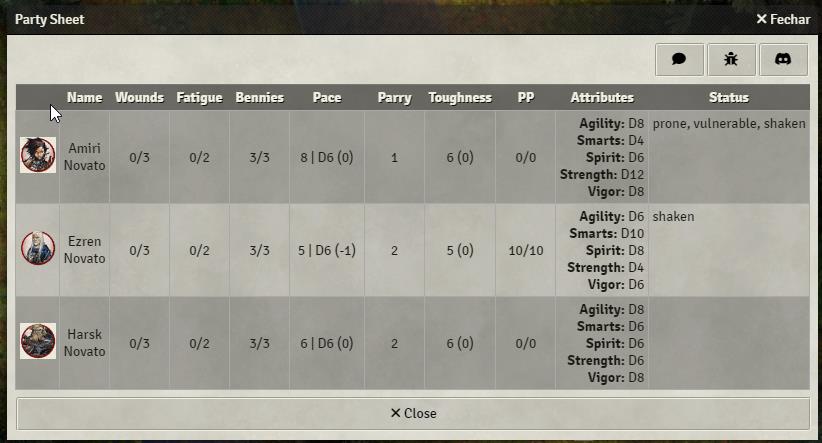 Party Sheet
✕ Fechar
Name Wounds Fatigue Bennies Pace Parry Toughness PP Attributes Status
Amiri Novato 0/3 0/2 3/3 8 | D6 (0) 1 6 (0) 0/0
Agility: D8
Smarts: D4
Spirit: D6
Strength: D12
Vigor: D8
prone, vulnerable, shaken
Ezren Novato 0/3 0/2 3/3 5 | D6 (-1) 2 5 (0) 10/10
Agility: D6
Smarts: D10
Spirit: D8
Strength: D4
Vigor: D6
shaken
Harsk Novato 0/3 0/2 3/3 6 | D6 (0) 2 6 (0) 0/0
Agility: D8
Smarts: D6
Spirit: D6
Strength: D6
Vigor: D8
✕ Close